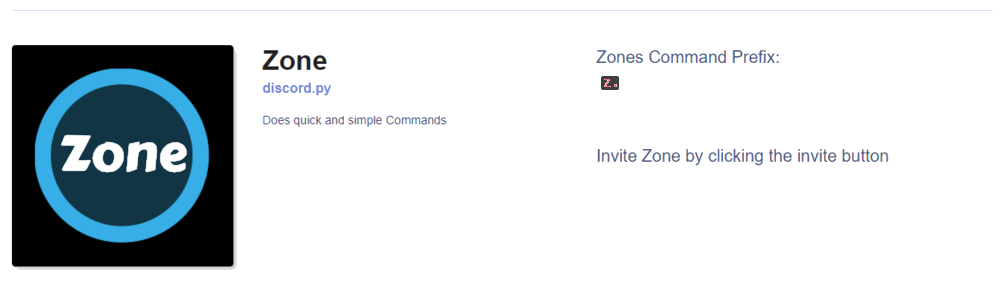 Zone
Zone
discord.py
Does quick and simple Commands
Zones Command Prefix:
z.
Invite Zone by clicking the invite button